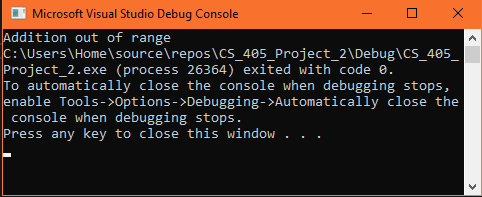 Microsoft Visual Studio Debug Console
Addition out of range
C:\Users\Home\source\repos\CS_405_Project_2\Debug\CS_405_
Project_2.exe (process 26364) exited with code 0.
To automatically close the console when debugging stops,
enable Tools->Options->Debugging->Automatically close the
console when debugging stops.
Press any key to close this window . . .